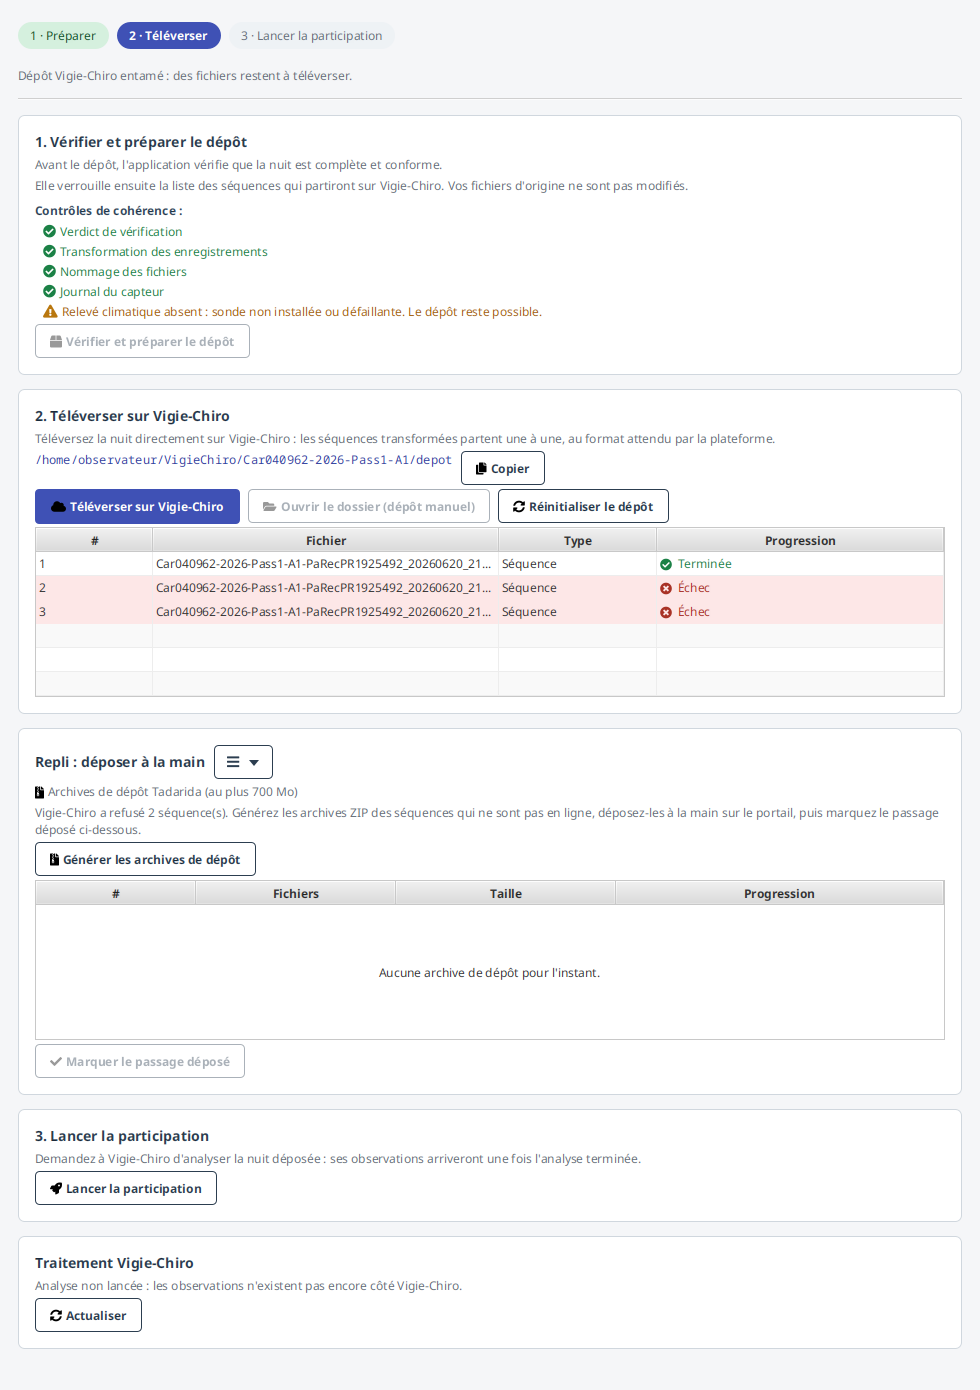 1 · Préparer
2 · Téléverser
3 · Lancer la participation
Dépôt Vigie-Chiro entamé : des fichiers restent à téléverser.
1. Vérifier et préparer le dépôt
Avant le dépôt, l'application vérifie que la nuit est complète et conforme.
Elle verrouille ensuite la liste des séquences qui partiront sur Vigie-Chiro. Vos fichiers d'origine ne sont pas modifiés.
Contrôles de cohérence :
Verdict de vérification
Transformation des enregistrements
Nommage des fichiers
Journal du capteur
Relevé climatique absent : sonde non installée ou défaillante. Le dépôt reste possible.
Vérifier et préparer le dépôt
2. Téléverser sur Vigie-Chiro
Téléversez la nuit directement sur Vigie-Chiro : les séquences transformées partent une à une, au format attendu par la plateforme.
/home/observateur/VigieChiro/Car040962-2026-Pass1-A1/depot
Copier
Téléverser sur Vigie-Chiro
Ouvrir le dossier (dépôt manuel)
Réinitialiser le dépôt
# Fichier Type Progression
1 Car040962-2026-Pass1-A1-PaRecPR1925492_20260620_21... Séquence Terminée
2 Car040962-2026-Pass1-A1-PaRecPR1925492_20260620_21... Séquence Échec
3 Car040962-2026-Pass1-A1-PaRecPR1925492_20260620_21... Séquence Échec
Repli : déposer à la main
Archives de dépôt Tadarida (au plus 700 Mo)
Vigie-Chiro a refusé 2 séquence(s). Générez les archives ZIP des séquences qui ne sont pas en ligne, déposez-les à la main sur le portail, puis marquez le passage
déposé ci-dessous.
Générer les archives de dépôt
# Fichiers Taille Progression
Aucune archive de dépôt pour l'instant.
Marquer le passage déposé
3. Lancer la participation
Demandez à Vigie-Chiro d'analyser la nuit déposée : ses observations arriveront une fois l'analyse terminée.
Lancer la participation
Traitement Vigie-Chiro
Analyse non lancée : les observations n'existent pas encore côté Vigie-Chiro.
Actualiser